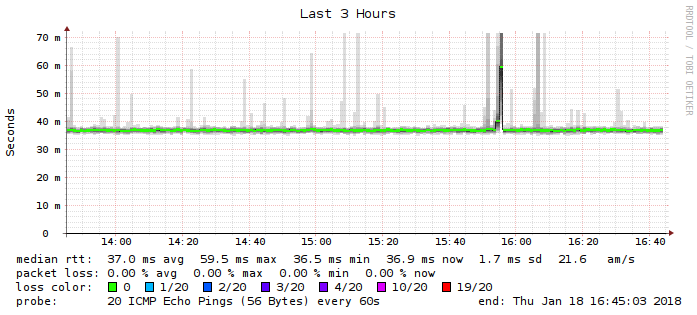 Last 3 Hours
RRDTOOL / TOBI OETIKER
Seconds
70 m
60 m
50 m
40 m
30 m
20 m
10 m
0
14:00 14:20 14:40 15:00 15:20 15:40 16:00 16:20 16:40
median rtt: 37.0 ms avg 59.5 ms max 36.5 ms min 36.9 ms now 1.7 ms sd 21.6 am/s
packet loss: 0.00 % avg 0.00 % max 0.00 % min 0.00 % now
loss color: 0 1/20 2/20 3/20 4/20 10/20 19/20
probe: 20 ICMP Echo Pings (56 Bytes) every 60s end: Thu Jan 18 16:45:03 2018